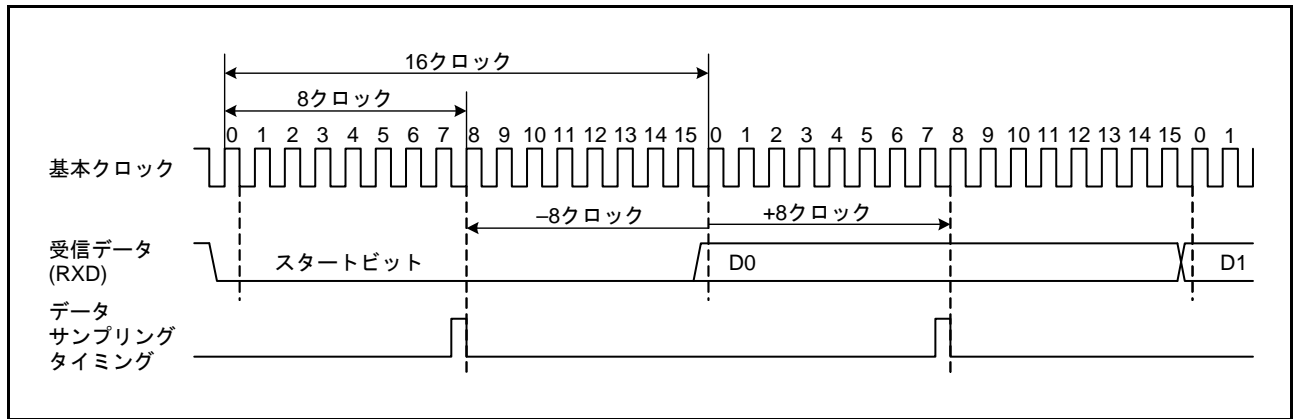 16クロック
8クロック
0 1 2 3 4 5 6 7 8 9 10 11 12 13 14 15 0 1 2 3 4 5 6 7 8 9 10 11 12 13 14 15 0 1
基本クロック
–8クロック +8クロック
受信データ
(RXD)
スタートビット D0 D1
データ
サンプリング
タイミング